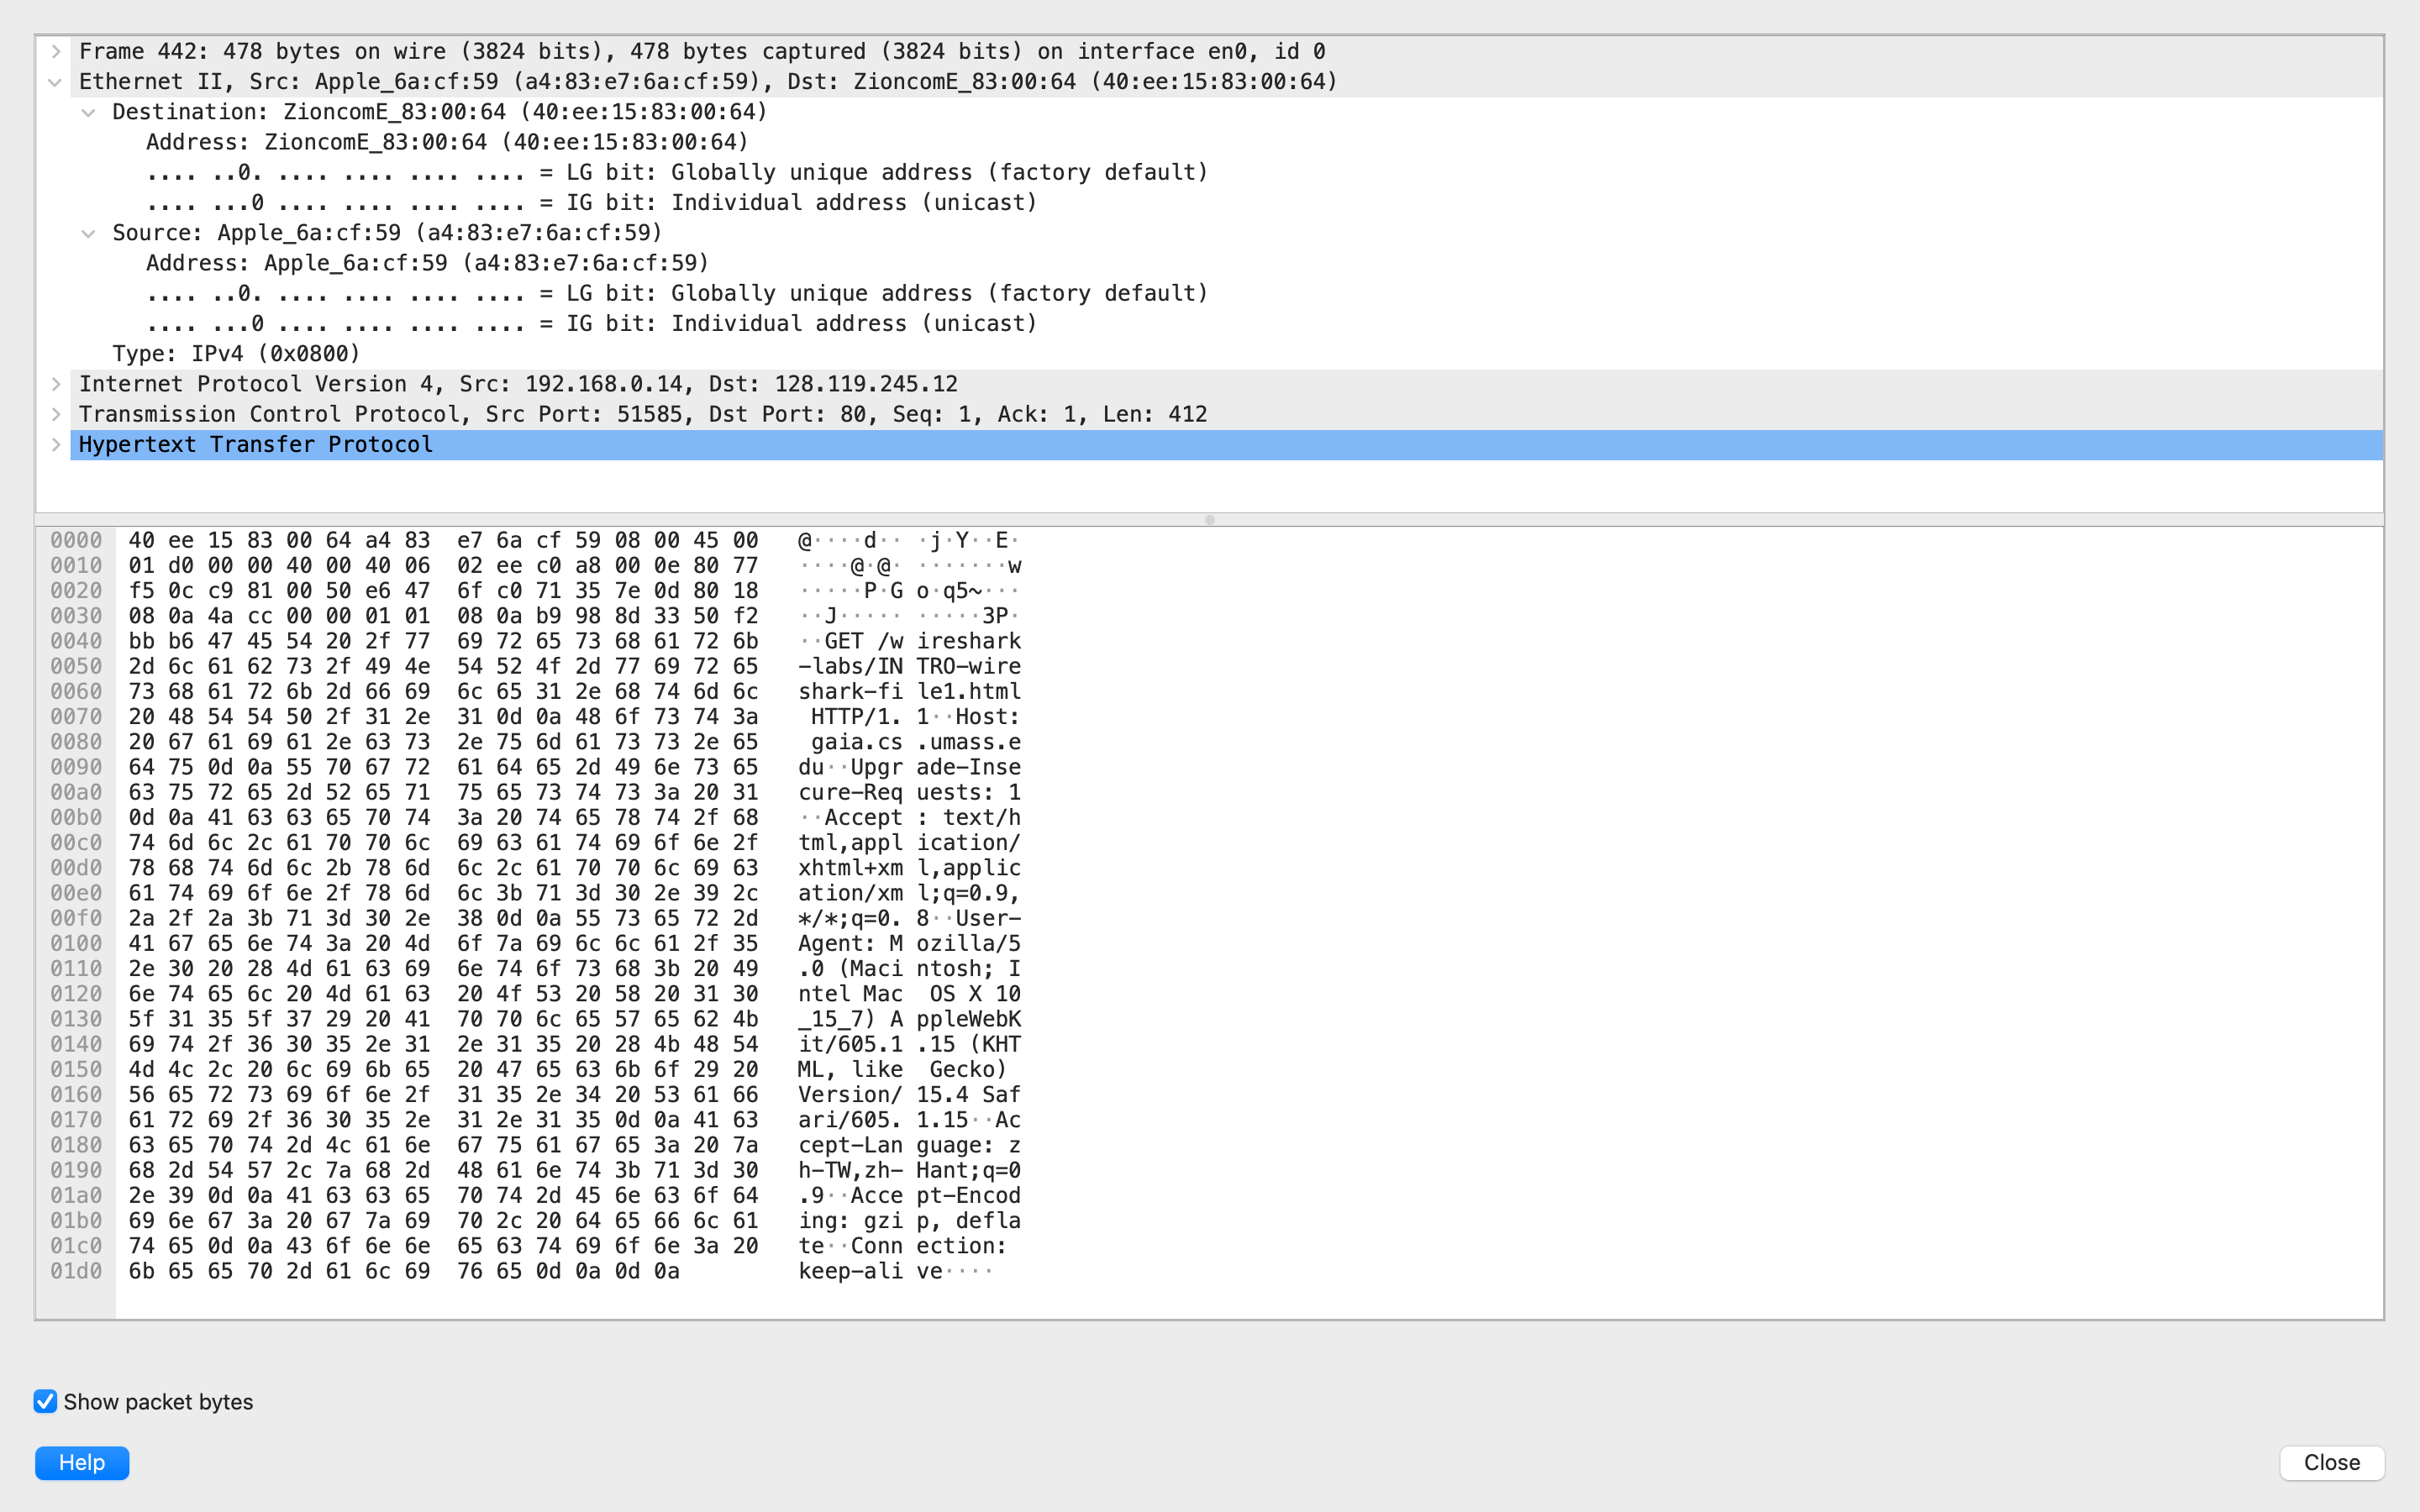 Frame 442: 478 bytes on wire (3824 bits), 478 bytes captured (3824 bits) on interface en0, id 0
Ethernet II, Src: Apple_6a:cf:59 (a4:83:e7:6a:cf:59), Dst: ZioncomE_83:00:64 (40:ee:15:83:00:64)
Destination: ZioncomE_83:00:64 (40:ee:15:83:00:64)
Address: ZioncomE_83:00:64 (40:ee:15:83:00:64)
.... ..0. .... .... .... .... = LG bit: Globally unique address (factory default)
.... ...0 .... .... .... .... = IG bit: Individual address (unicast)
Source: Apple_6a:cf:59 (a4:83:e7:6a:cf:59)
Address: Apple_6a:cf:59 (a4:83:e7:6a:cf:59)
.... ..0. .... .... .... .... = LG bit: Globally unique address (factory default)
.... ...0 .... .... .... .... = IG bit: Individual address (unicast)
Type: IPv4 (0x0800)
Internet Protocol Version 4, Src: 192.168.0.14, Dst: 128.119.245.12
Transmission Control Protocol, Src Port: 51585, Dst Port: 80, Seq: 1, Ack: 1, Len: 412
Hypertext Transfer Protocol
0000 40 ee 15 83 00 64 a4 83 e7 6a cf 59 08 00 45 00 @····d·· ·j·Y··E·
0010 01 d0 00 00 40 00 40 06 02 ee c0 a8 00 0e 80 77 ····@·@· ·······w
0020 f5 0c c9 81 00 50 e6 47 6f c0 71 35 7e 0d 80 18 ·····P·G o·q5~···
0030 08 0a 4a cc 00 00 01 01 08 0a b9 98 8d 33 50 f2 ··J····· ·····3P·
0040 bb b6 47 45 54 20 2f 77 69 72 65 73 68 61 72 6b ··GET /w ireshark
0050 2d 6c 61 62 73 2f 49 4e 54 52 4f 2d 77 69 72 65 -labs/IN TRO-wire
0060 73 68 61 72 6b 2d 66 69 6c 65 31 2e 68 74 6d 6c shark-fi le1.html
0070 20 48 54 54 50 2f 31 2e 31 0d 0a 48 6f 73 74 3a HTTP/1. 1··Host:
0080 20 67 61 69 61 2e 63 73 2e 75 6d 61 73 73 2e 65 gaia.cs .umass.e
0090 64 75 0d 0a 55 70 67 72 61 64 65 2d 49 6e 73 65 du··Upgr ade-Inse
00a0 63 75 72 65 2d 52 65 71 75 65 73 74 73 3a 20 31 cure-Req uests: 1
00b0 0d 0a 41 63 63 65 70 74 3a 20 74 65 78 74 2f 68 ··Accept : text/h
00c0 74 6d 6c 2c 61 70 70 6c 69 63 61 74 69 6f 6e 2f tml,appl ication/
00d0 78 68 74 6d 6c 2b 78 6d 6c 2c 61 70 70 6c 69 63 xhtml+xm l,applic
00e0 61 74 69 6f 6e 2f 78 6d 6c 3b 71 3d 30 2e 39 2c ation/xm l;q=0.9,
00f0 2a 2f 2a 3b 71 3d 30 2e 38 0d 0a 55 73 65 72 2d */*;q=0. 8··User-
0100 41 67 65 6e 74 3a 20 4d 6f 7a 69 6c 6c 61 2f 35 Agent: M ozilla/5
0110 2e 30 20 28 4d 61 63 69 6e 74 6f 73 68 3b 20 49 .0 (Maci ntosh; I
0120 6e 74 65 6c 20 4d 61 63 20 4f 53 20 58 20 31 30 ntel Mac OS X 10
0130 5f 31 35 5f 37 29 20 41 70 70 6c 65 57 65 62 4b _15_7) A ppleWebK
0140 69 74 2f 36 30 35 2e 31 2e 31 35 20 28 4b 48 54 it/605.1 .15 (KHT
0150 4d 4c 2c 20 6c 69 6b 65 20 47 65 63 6b 6f 29 20 ML, like Gecko)
0160 56 65 72 73 69 6f 6e 2f 31 35 2e 34 20 53 61 66 Version/ 15.4 Saf
0170 61 72 69 2f 36 30 35 2e 31 2e 31 35 0d 0a 41 63 ari/605. 1.15··Ac
0180 63 65 70 74 2d 4c 61 6e 67 75 61 67 65 3a 20 7a cept-Lan guage: z
0190 68 2d 54 57 2c 7a 68 2d 48 61 6e 74 3b 71 3d 30 h-TW,zh- Hant;q=0
01a0 2e 39 0d 0a 41 63 63 65 70 74 2d 45 6e 63 6f 64 .9··Acce pt-Encod
01b0 69 6e 67 3a 20 67 7a 69 70 2c 20 64 65 66 6c 61 ing: gzi p, defla
01c0 74 65 0d 0a 43 6f 6e 6e 65 63 74 69 6f 6e 3a 20 te··Conn ection:
01d0 6b 65 65 70 2d 61 6c 69 76 65 0d 0a 0d 0a keep-ali ve····
Show packet bytes
Help
Close